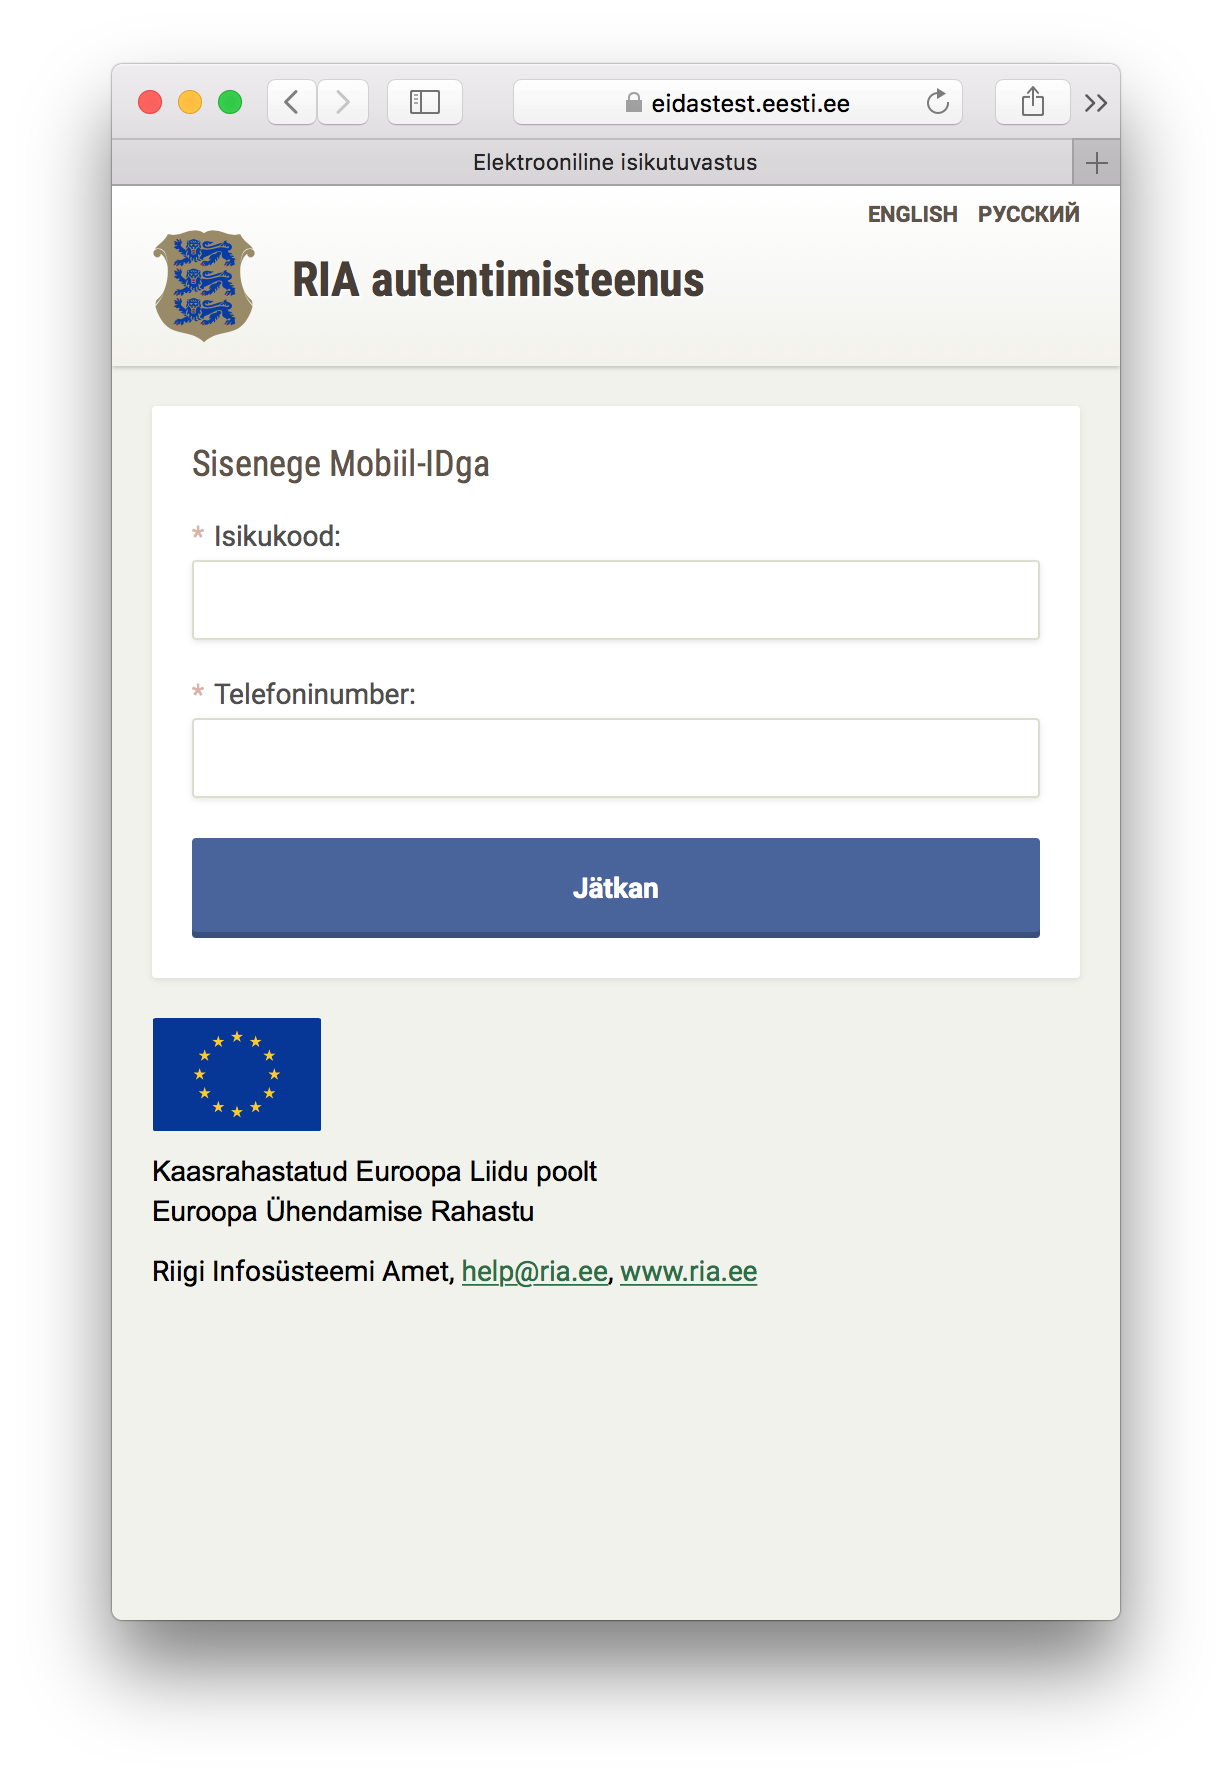 eidastest.eesti.ee
Elektrooniline isikutuvastus
ENGLISH РУССКИЙ
RIA autentimisteenus
Sisenege Mobiil-IDga
* Isikukood:
* Telefoninumber:
Jätkan
Kaasrahastatud Euroopa Liidu poolt
Euroopa Ühendamise Rahastu
Riigi Infosüsteemi Amet, help@ria.ee, www.ria.ee